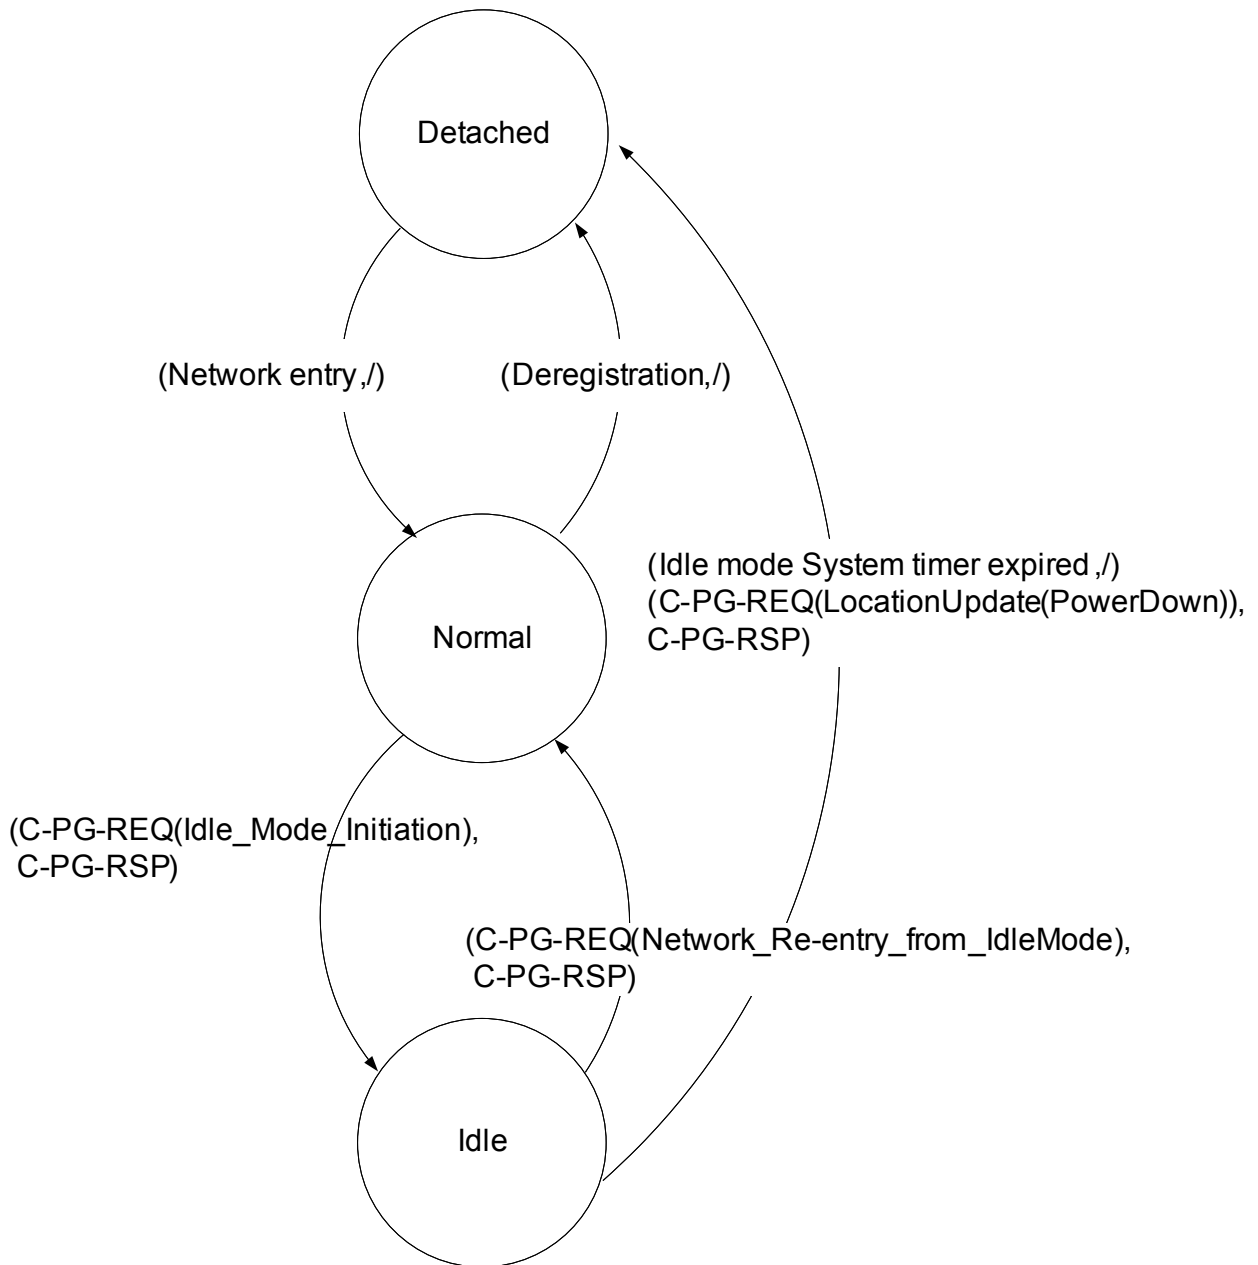 Detached
(Network entry,/)
(Deregistration,/)
(Idle mode System timer expired ,/)
(C-PG-REQ(LocationUpdate(PowerDown)),
C-PG-RSP)
Normal
(C-PG-REQ(Idle_Mode_Initiation),
C-PG-RSP)
(C-PG-REQ(Network_Re-entry_from_IdleMode),
C-PG-RSP)
Idle